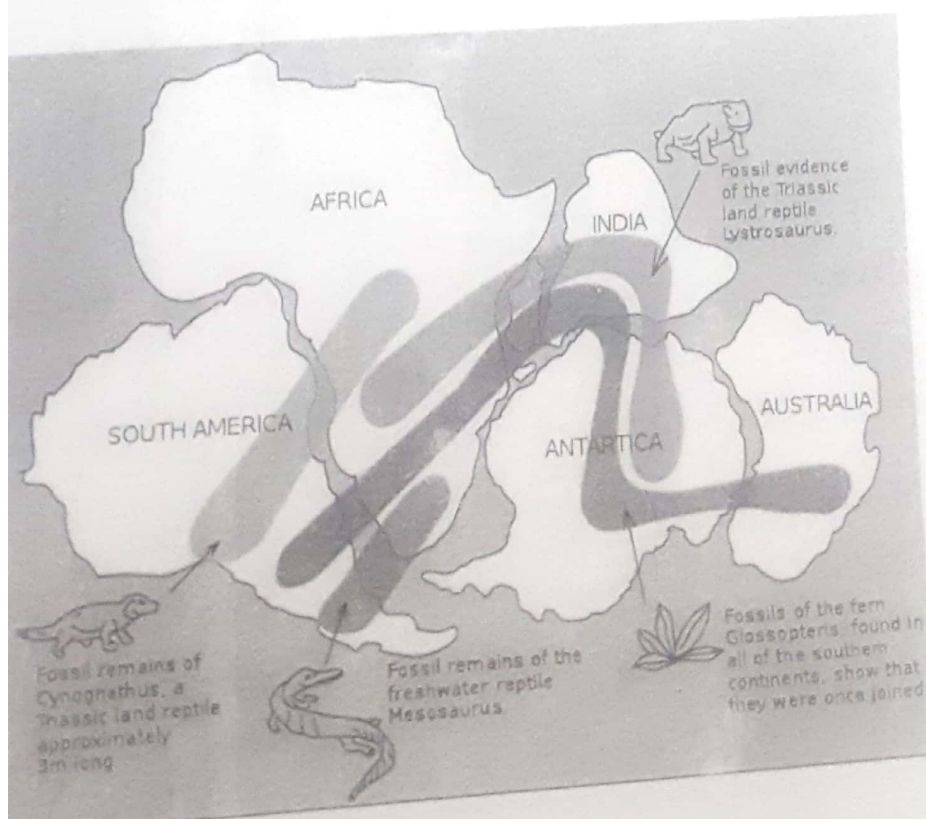 AFRICA
INDIA
Fossil evidence
of the Triassic
land reptile
Lystrosaurus.
SOUTH AMERICA
ANTARTICA
AUSTRALIA
Fossil remains of
Cynognathus, a
Triassic land reptile
approximately
3m long
Fossil remains of the
freshwater reptile
Mesosaurus.
Fossils of the fern
Glossopteris, found in
all of the southern
continents, show that
they were once joined